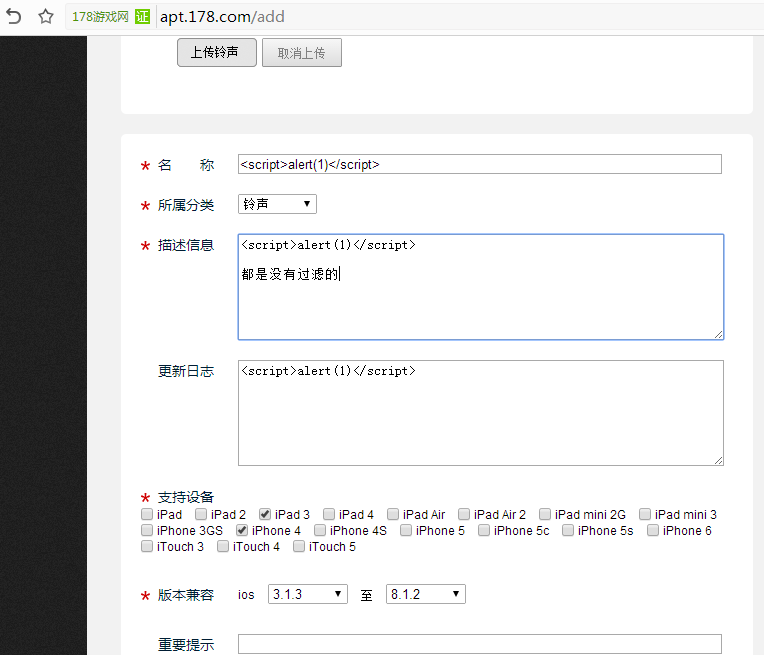 178游戏网 证 apt.178.com/add
上传铃声 取消上传
* 名 称 <script>alert(1)</script>
* 所属分类 铃声
* 描述信息 <script>alert(1)</script>
都是没有过滤的
更新日志 <script>alert(1)</script>
* 支持设备
iPad iPad 2 iPad 3 iPad 4 iPad Air iPad Air 2 iPad mini 2G iPad mini 3
iPhone 3GS iPhone 4 iPhone 4S iPhone 5 iPhone 5c iPhone 5s iPhone 6
iTouch 3 iTouch 4 iTouch 5
* 版本兼容 ios 3.1.3 至 8.1.2
重要提示